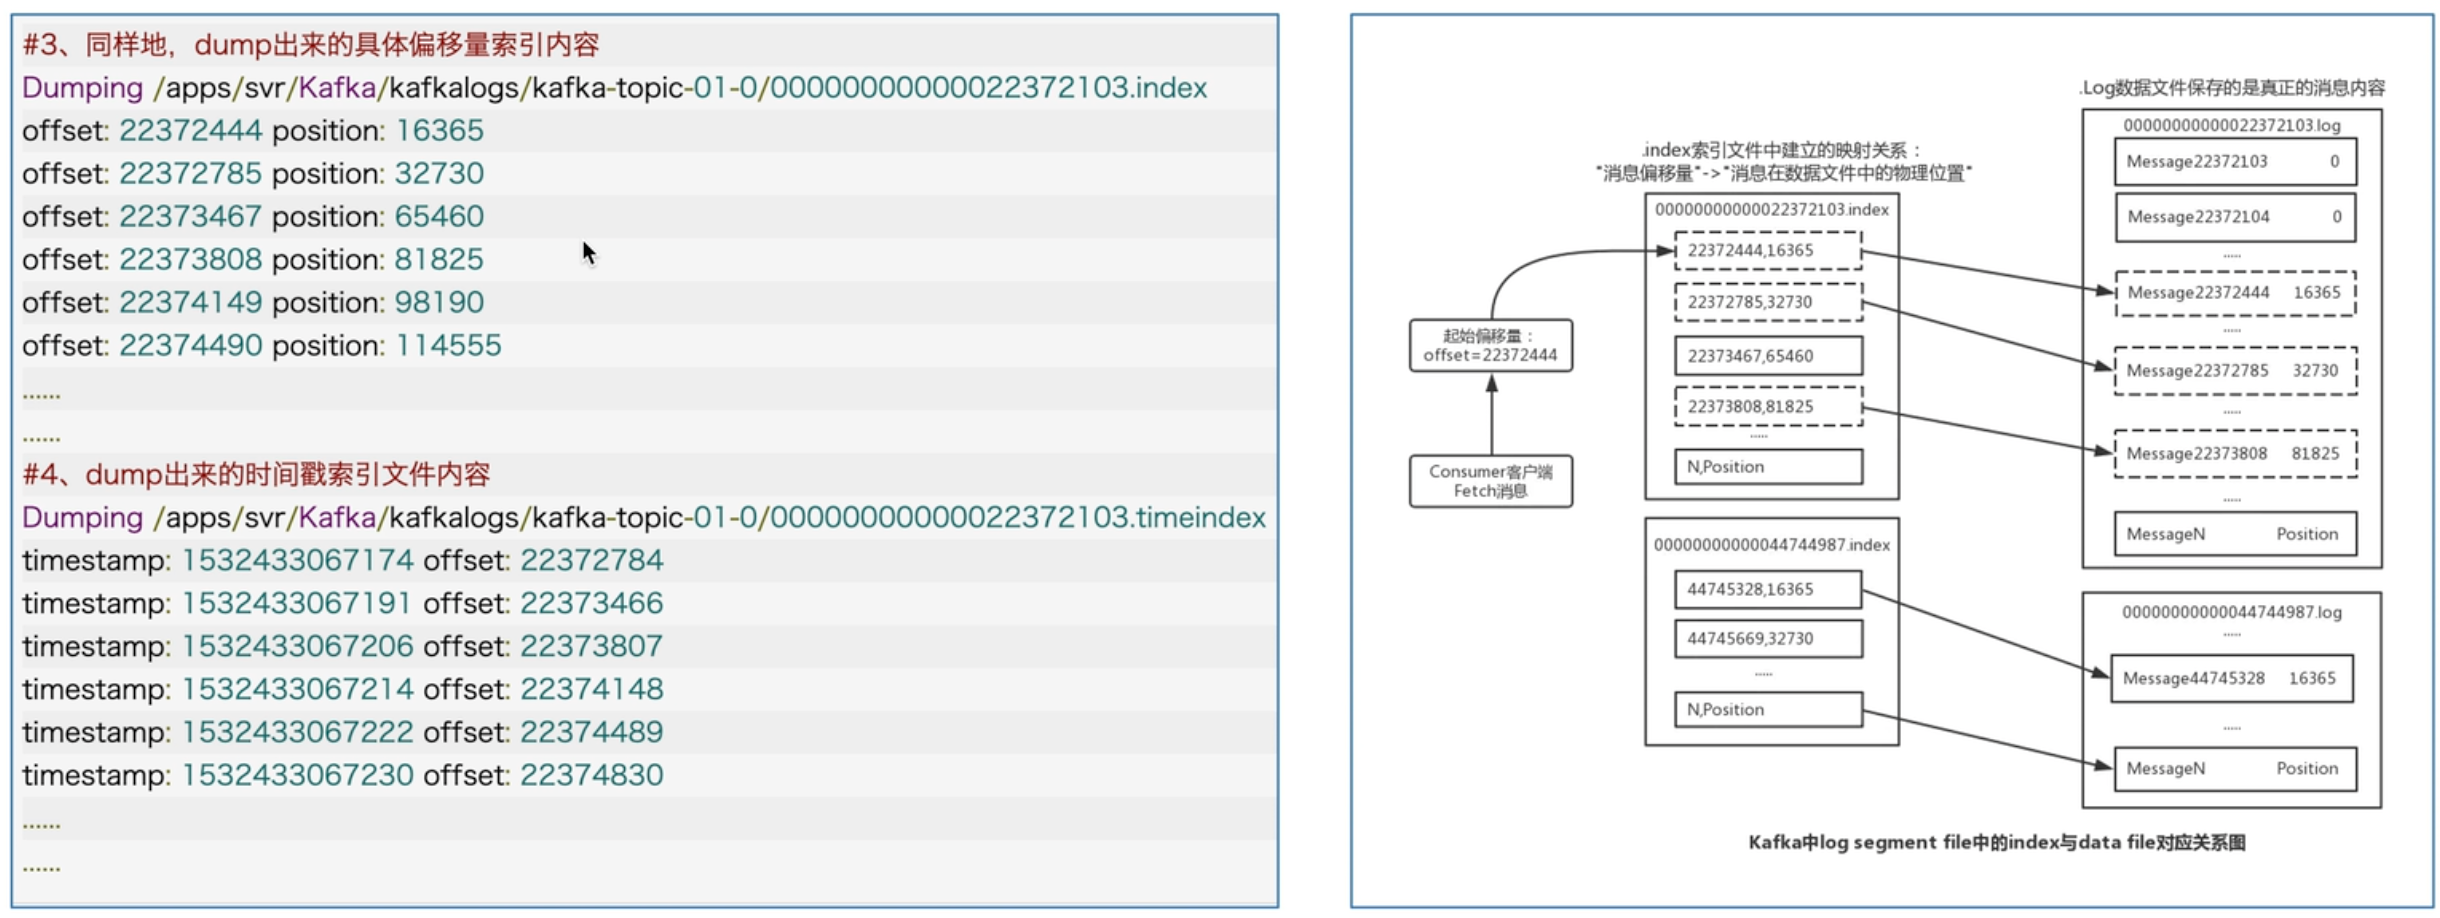 #3、同样地，dump出来的具体偏移量索引内容
Dumping /apps/svr/Kafka/kafkalogs/kafka-topic-01-0/00000000000022372103.index
offset: 22372444 position: 16365
offset: 22372785 position: 32730
offset: 22373467 position: 65460
offset: 22373808 position: 81825
offset: 22374149 position: 98190
offset: 22374490 position: 114555
......
......
#4、dump出来的时间戳索引文件内容
Dumping /apps/svr/Kafka/kafkalogs/kafka-topic-01-0/00000000000022372103.timeindex
timestamp: 1532433067174 offset: 22372784
timestamp: 1532433067191 offset: 22373466
timestamp: 1532433067206 offset: 22373807
timestamp: 1532433067214 offset: 22374148
timestamp: 1532433067222 offset: 22374489
timestamp: 1532433067230 offset: 22374830
......
......
起始偏移量：
offset=22372444
Consumer客户端
Fetch消息
.index索引文件中建立的映射关系：
"消息偏移量"->"消息在数据文件中的物理位置"
00000000000022372103.index
22372444,16365
22372785,32730
22373467,65460
22373808,81825
.....
N,Position
00000000000044744987.index
44745328,16365
44745669,32730
.....
N,Position
.Log数据文件保存的是真正的消息内容
00000000000022372103.log
Message22372103 0
Message22372104 0
.....
Message22372444 16365
.....
Message22372785 32730
.....
Message22373808 81825
.....
MessageN Position
00000000000044744987.log
.....
Message44745328 16365
.....
MessageN Position
Kafka中log segment file中的index与data file对应关系图